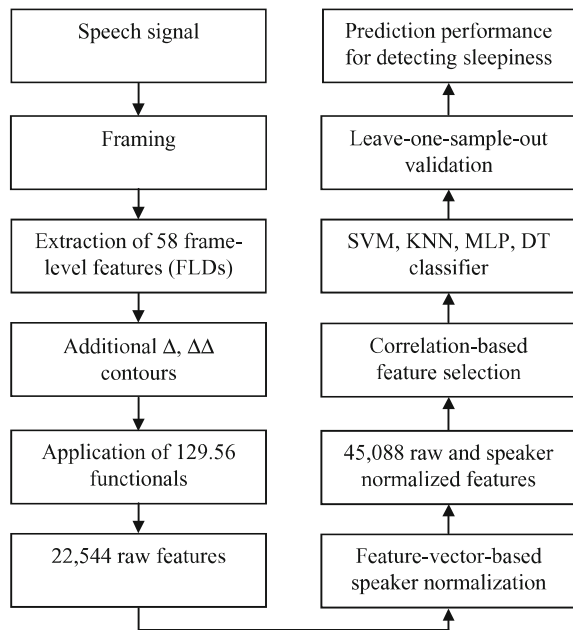 Speech signal
Framing
Extraction of 58 frame-
level features (FLDs)
Additional Δ, ΔΔ
contours
Application of 129.56
functionals
22,544 raw features
Feature-vector-based
speaker normalization
45,088 raw and speaker
normalized features
Correlation-based
feature selection
SVM, KNN, MLP, DT
classifier
Leave-one-sample-out
validation
Prediction performance
for detecting sleepiness